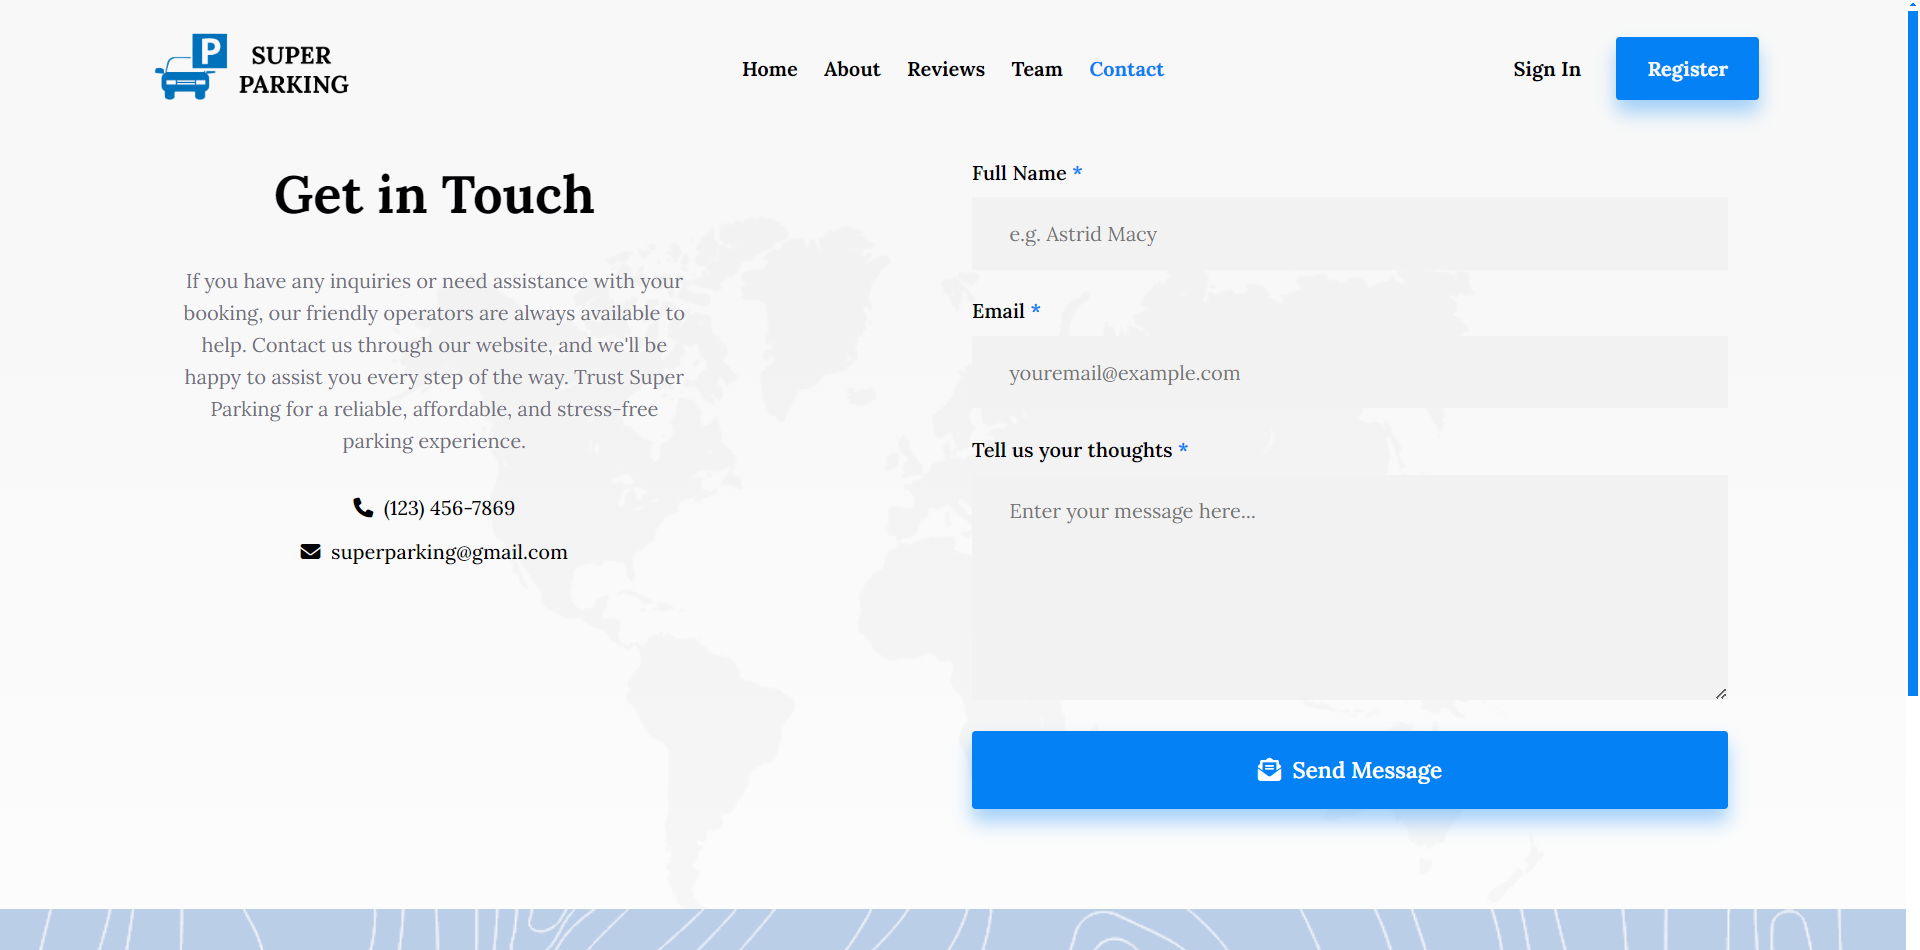 P
SUPER
PARKING
Home
About
Reviews
Team
Contact
Sign In
Register
Get in Touch
If you have any inquiries or need assistance with your
booking, our friendly operators are always available to
help. Contact us through our website, and we'll be
happy to assist you every step of the way. Trust Super
Parking for a reliable, affordable, and stress-free
parking experience.
(123) 456-7869
superparking@gmail.com
Full Name *
e.g. Astrid Macy
Email *
youremail@example.com
Tell us your thoughts *
Enter your message here...
Send Message